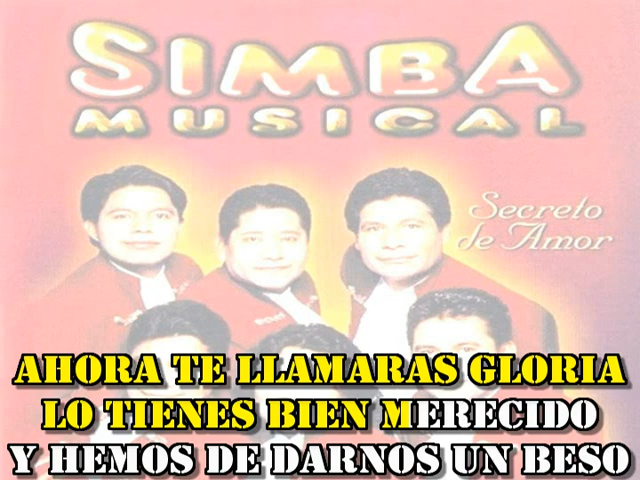 SIMBA
MUSICAL
Secreto
de Amor
AHORA TE LLAMARAS GLORIA
LO TIENES BIEN MERECIDO
Y HEMOS DE DARNOS UN BESO